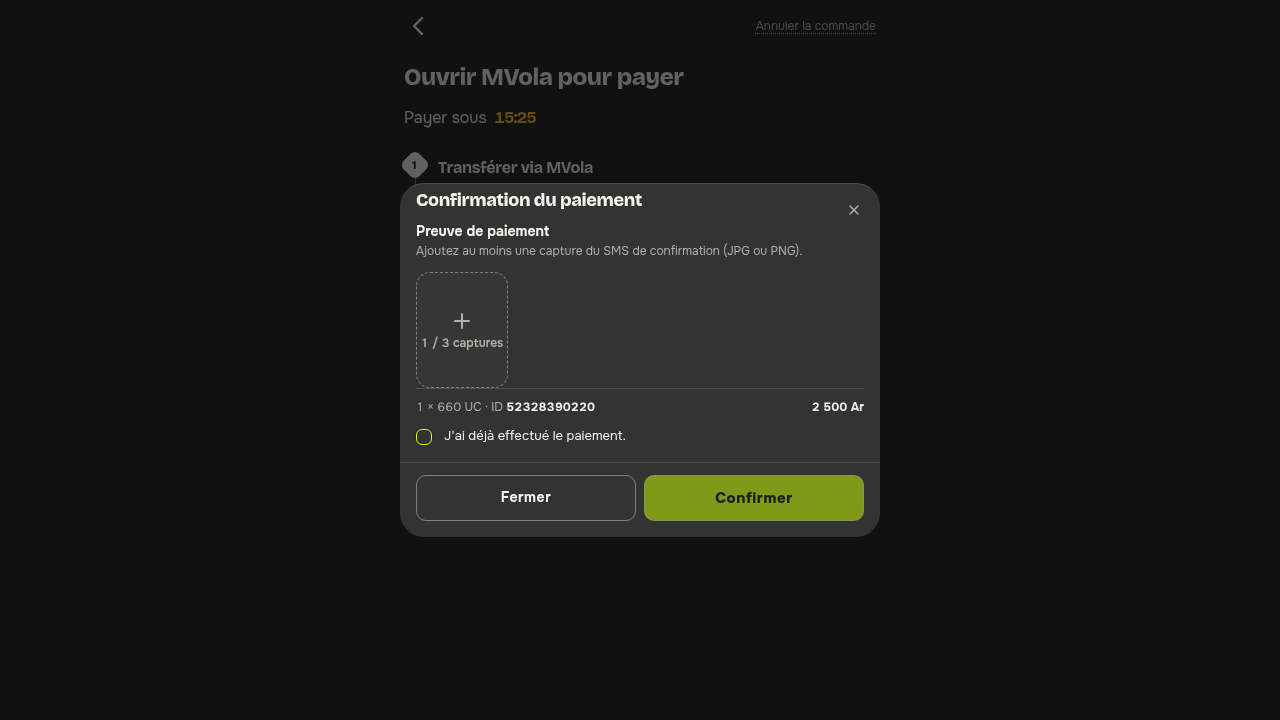 Annuler la commande
Ouvrir MVola pour payer
Payer sous 15:25
1 Transférer via MVola
Confirmation du paiement
Preuve de paiement
Ajoutez au moins une capture du SMS de confirmation (JPG ou PNG).
1 / 3 captures
1 × 660 UC · ID 52328390220 2 500 Ar
J'ai déjà effectué le paiement.
Fermer Confirmer